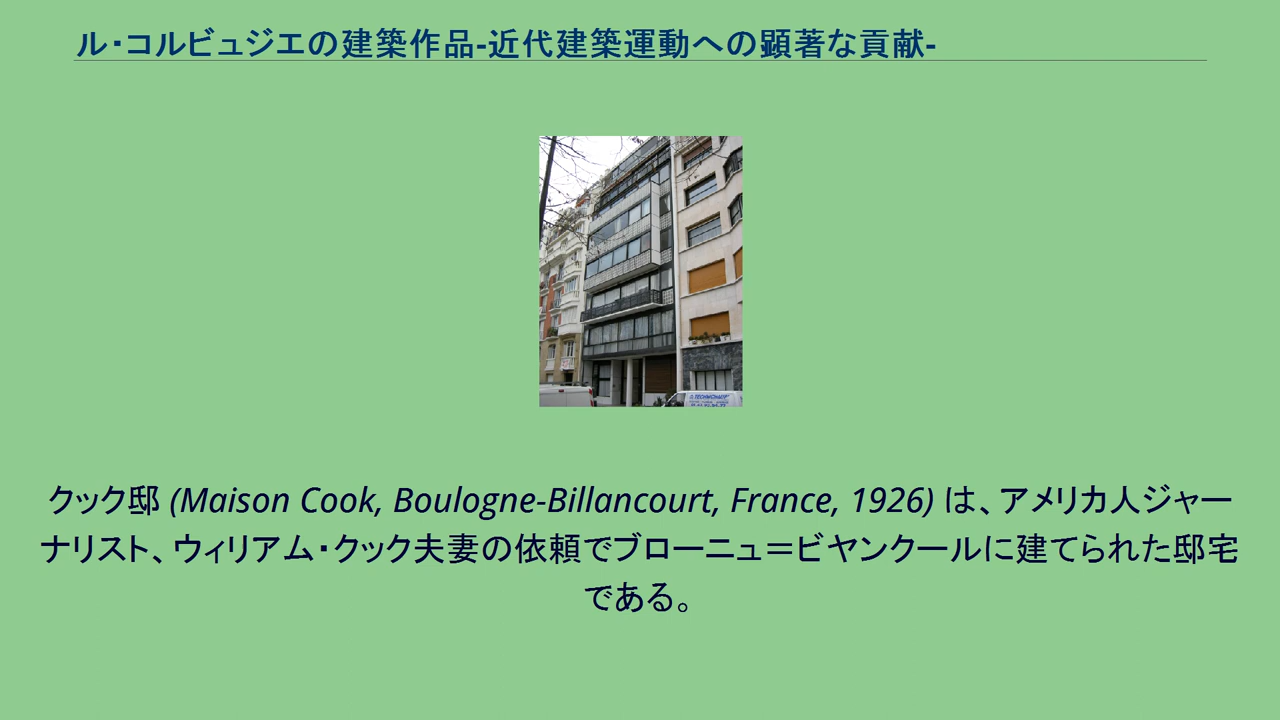 ル・コルビュジエの建築作品-近代建築運動への顕著な貢献-
クック邸 (Maison Cook, Boulogne-Billancourt, France, 1926) は、アメリカ人ジャー
ナリスト、ウィリアム・クック夫妻の依頼でブローニュ＝ビヤンクールに建てられた邸宅
である。